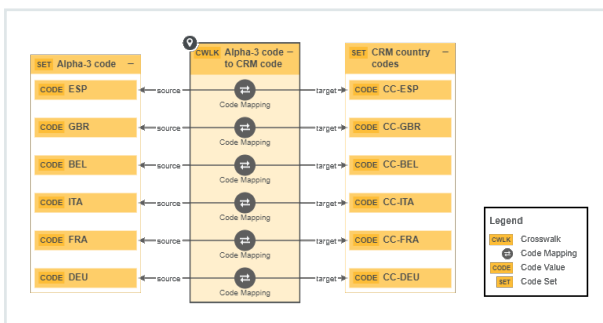 SET Alpha-3 code –
CWLK Alpha-3 code –
to CRM code
SET CRM country –
codes
CODE ESP source target CODE CC-ESP
Code Mapping
CODE GBR source target CODE CC-GBR
Code Mapping
CODE BEL source target CODE CC-BEL
Code Mapping
CODE ITA source target CODE CC-ITA
Code Mapping
CODE FRA source target CODE CC-FRA
Code Mapping
CODE DEU source target CODE CC-DEU
Code Mapping
Legend
CWLK Crosswalk
Code Mapping
CODE Code Value
SET Code Set